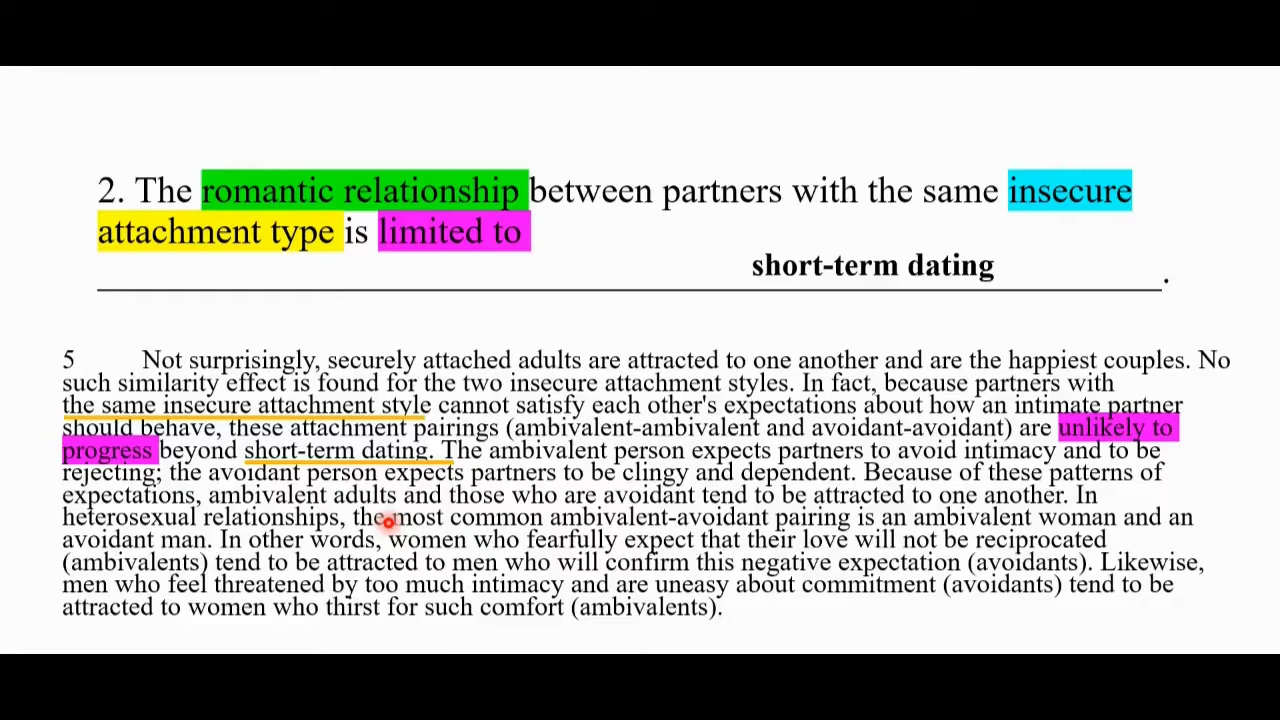 2. The romantic relationship between partners with the same insecure
attachment type is limited to
short-term dating
.
5 Not surprisingly, securely attached adults are attracted to one another and are the happiest couples. No
such similarity effect is found for the two insecure attachment styles. In fact, because partners with
the same insecure attachment style cannot satisfy each other's expectations about how an intimate partner
should behave, these attachment pairings (ambivalent-ambivalent and avoidant-avoidant) are unlikely to
progress beyond short-term dating. The ambivalent person expects partners to avoid intimacy and to be
rejecting; the avoidant person expects partners to be clingy and dependent. Because of these patterns of
expectations, ambivalent adults and those who are avoidant tend to be attracted to one another. In
heterosexual relationships, the most common ambivalent-avoidant pairing is an ambivalent woman and an
avoidant man. In other words, women who fearfully expect that their love will not be reciprocated
(ambivalents) tend to be attracted to men who will confirm this negative expectation (avoidants). Likewise,
men who feel threatened by too much intimacy and are uneasy about commitment (avoidants) tend to be
attracted to women who thirst for such comfort (ambivalents).